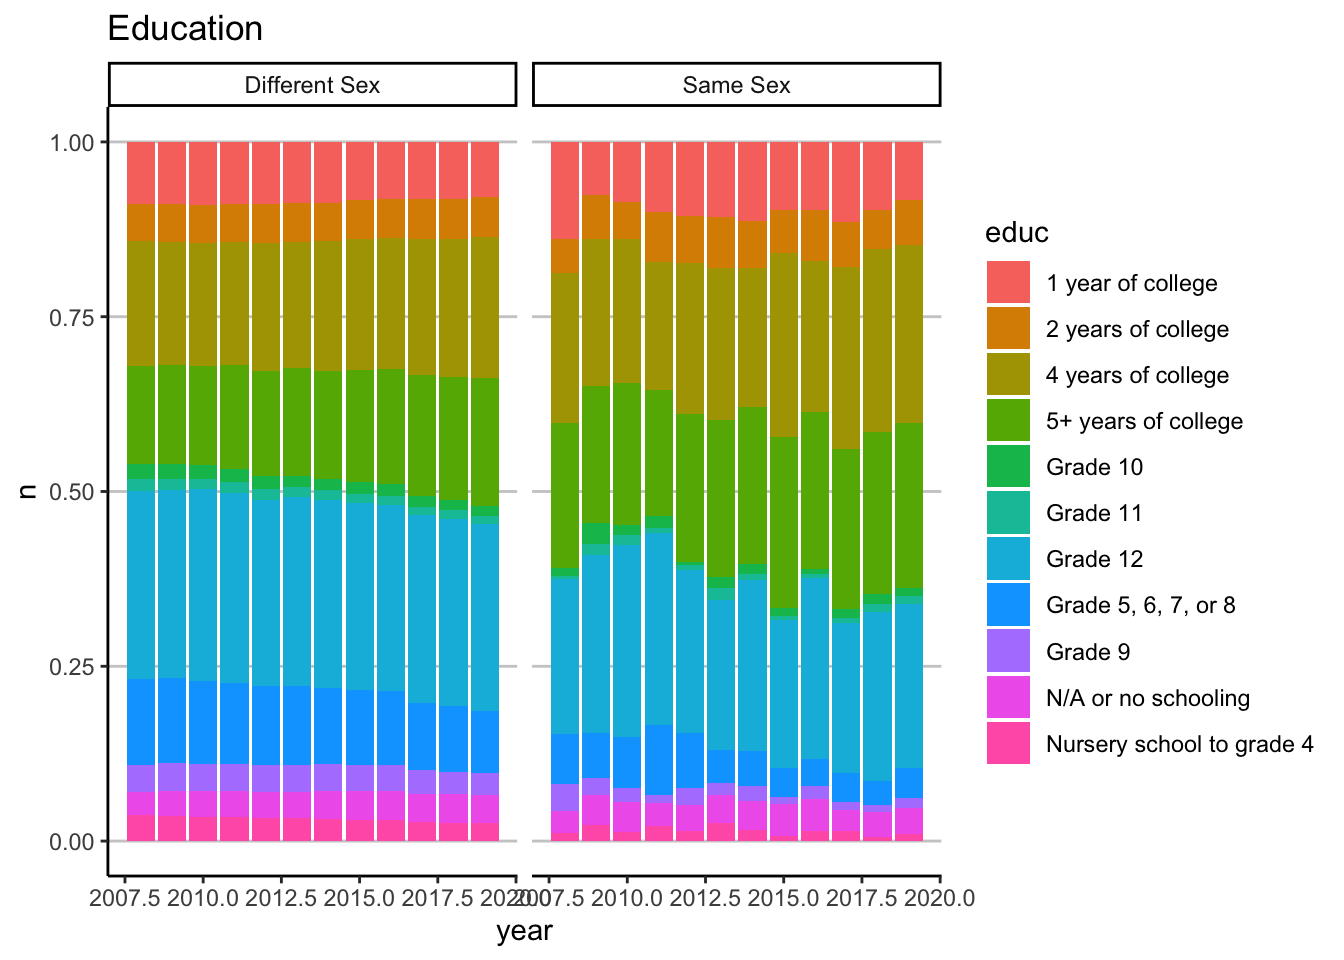 Education
Different Sex
Same Sex
1.00
0.75
0.50
0.25
0.00
n
2007.5 2010.0 2012.5 2015.0 2017.5 2020.0
2007.5 2010.0 2012.5 2015.0 2017.5 2020.0
year
educ
1 year of college
2 years of college
4 years of college
5+ years of college
Grade 10
Grade 11
Grade 12
Grade 5, 6, 7, or 8
Grade 9
N/A or no schooling
Nursery school to grade 4